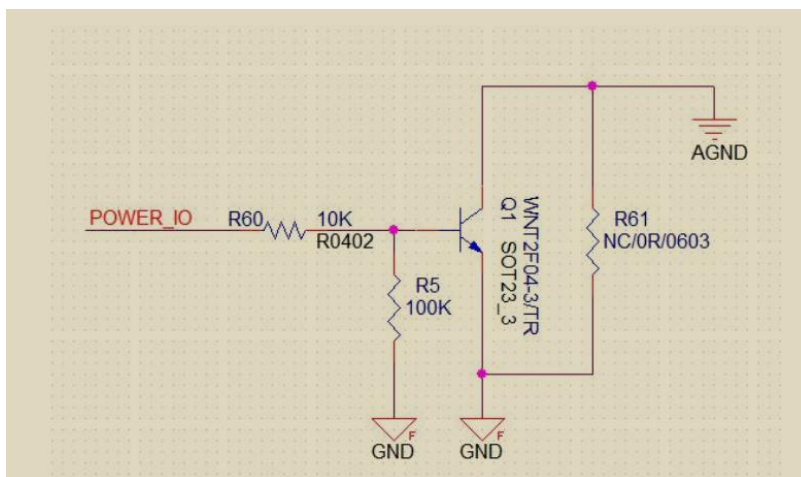 AGND
POWER_IO
R60
10K
R0402
Q1
WNT2F04-3/TR
SOT23_3
R61
NC/0R/0603
R5
100K
F
GND
F
GND